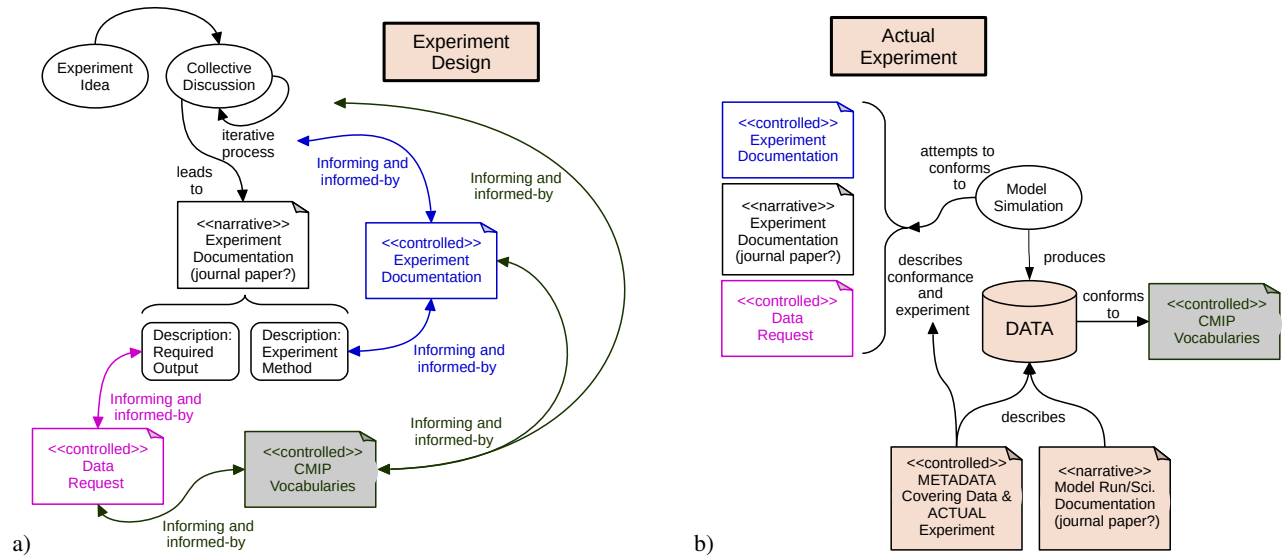 Experiment
Idea
Collective
Discussion
Experiment
Design
iterative
process
leads
to
Informing and
informed-by
Informing and
informed-by
<<narrative>>
Experiment
Documentation
(journal paper?)
<<controlled>>
Experiment
Documentation
Description:
Required
Output
Description:
Experiment
Method
Informing and
informed-by
Informing and
informed-by
Informing and
informed-by
<<controlled>>
Data
Request
<<controlled>>
CMIP
Vocabularies
Informing and
informed-by
a)
Actual
Experiment
<<controlled>>
Experiment
Documentation
<<narrative>>
Experiment
Documentation
(journal paper?)
<<controlled>>
Data
Request
attempts to
conforms
to
Model
Simulation
describes
conformance
and
experiment
produces
DATA
conforms
to
<<controlled>>
CMIP
Vocabularies
describes
<<controlled>>
METADATA
Covering Data &
ACTUAL
Experiment
<<narrative>>
Model Run/Sci.
Documentation
(journal paper?)
b)